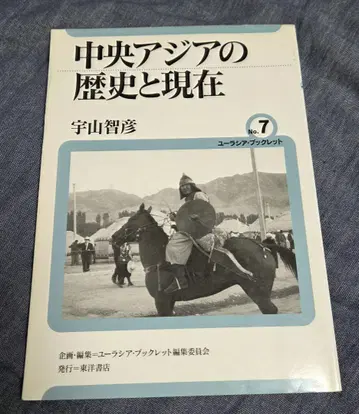 中央アジアの
歴史と現在
宇山智彦
No.7
ユーラシア・ブックレット
企画・編集=ユーラシア・ブックレット編集委員会
発行=東洋書店